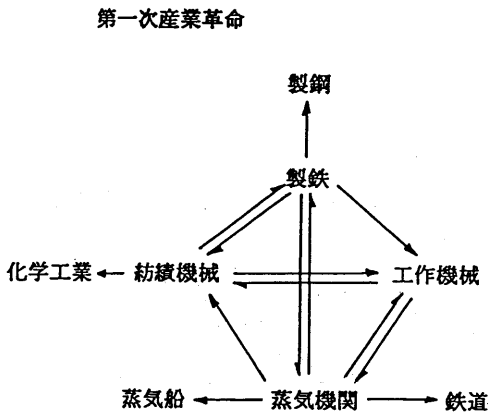 第一次産業革命
製鋼
製鉄
化学工業 紡績機械 工作機械
蒸気船 蒸気機関 鉄道